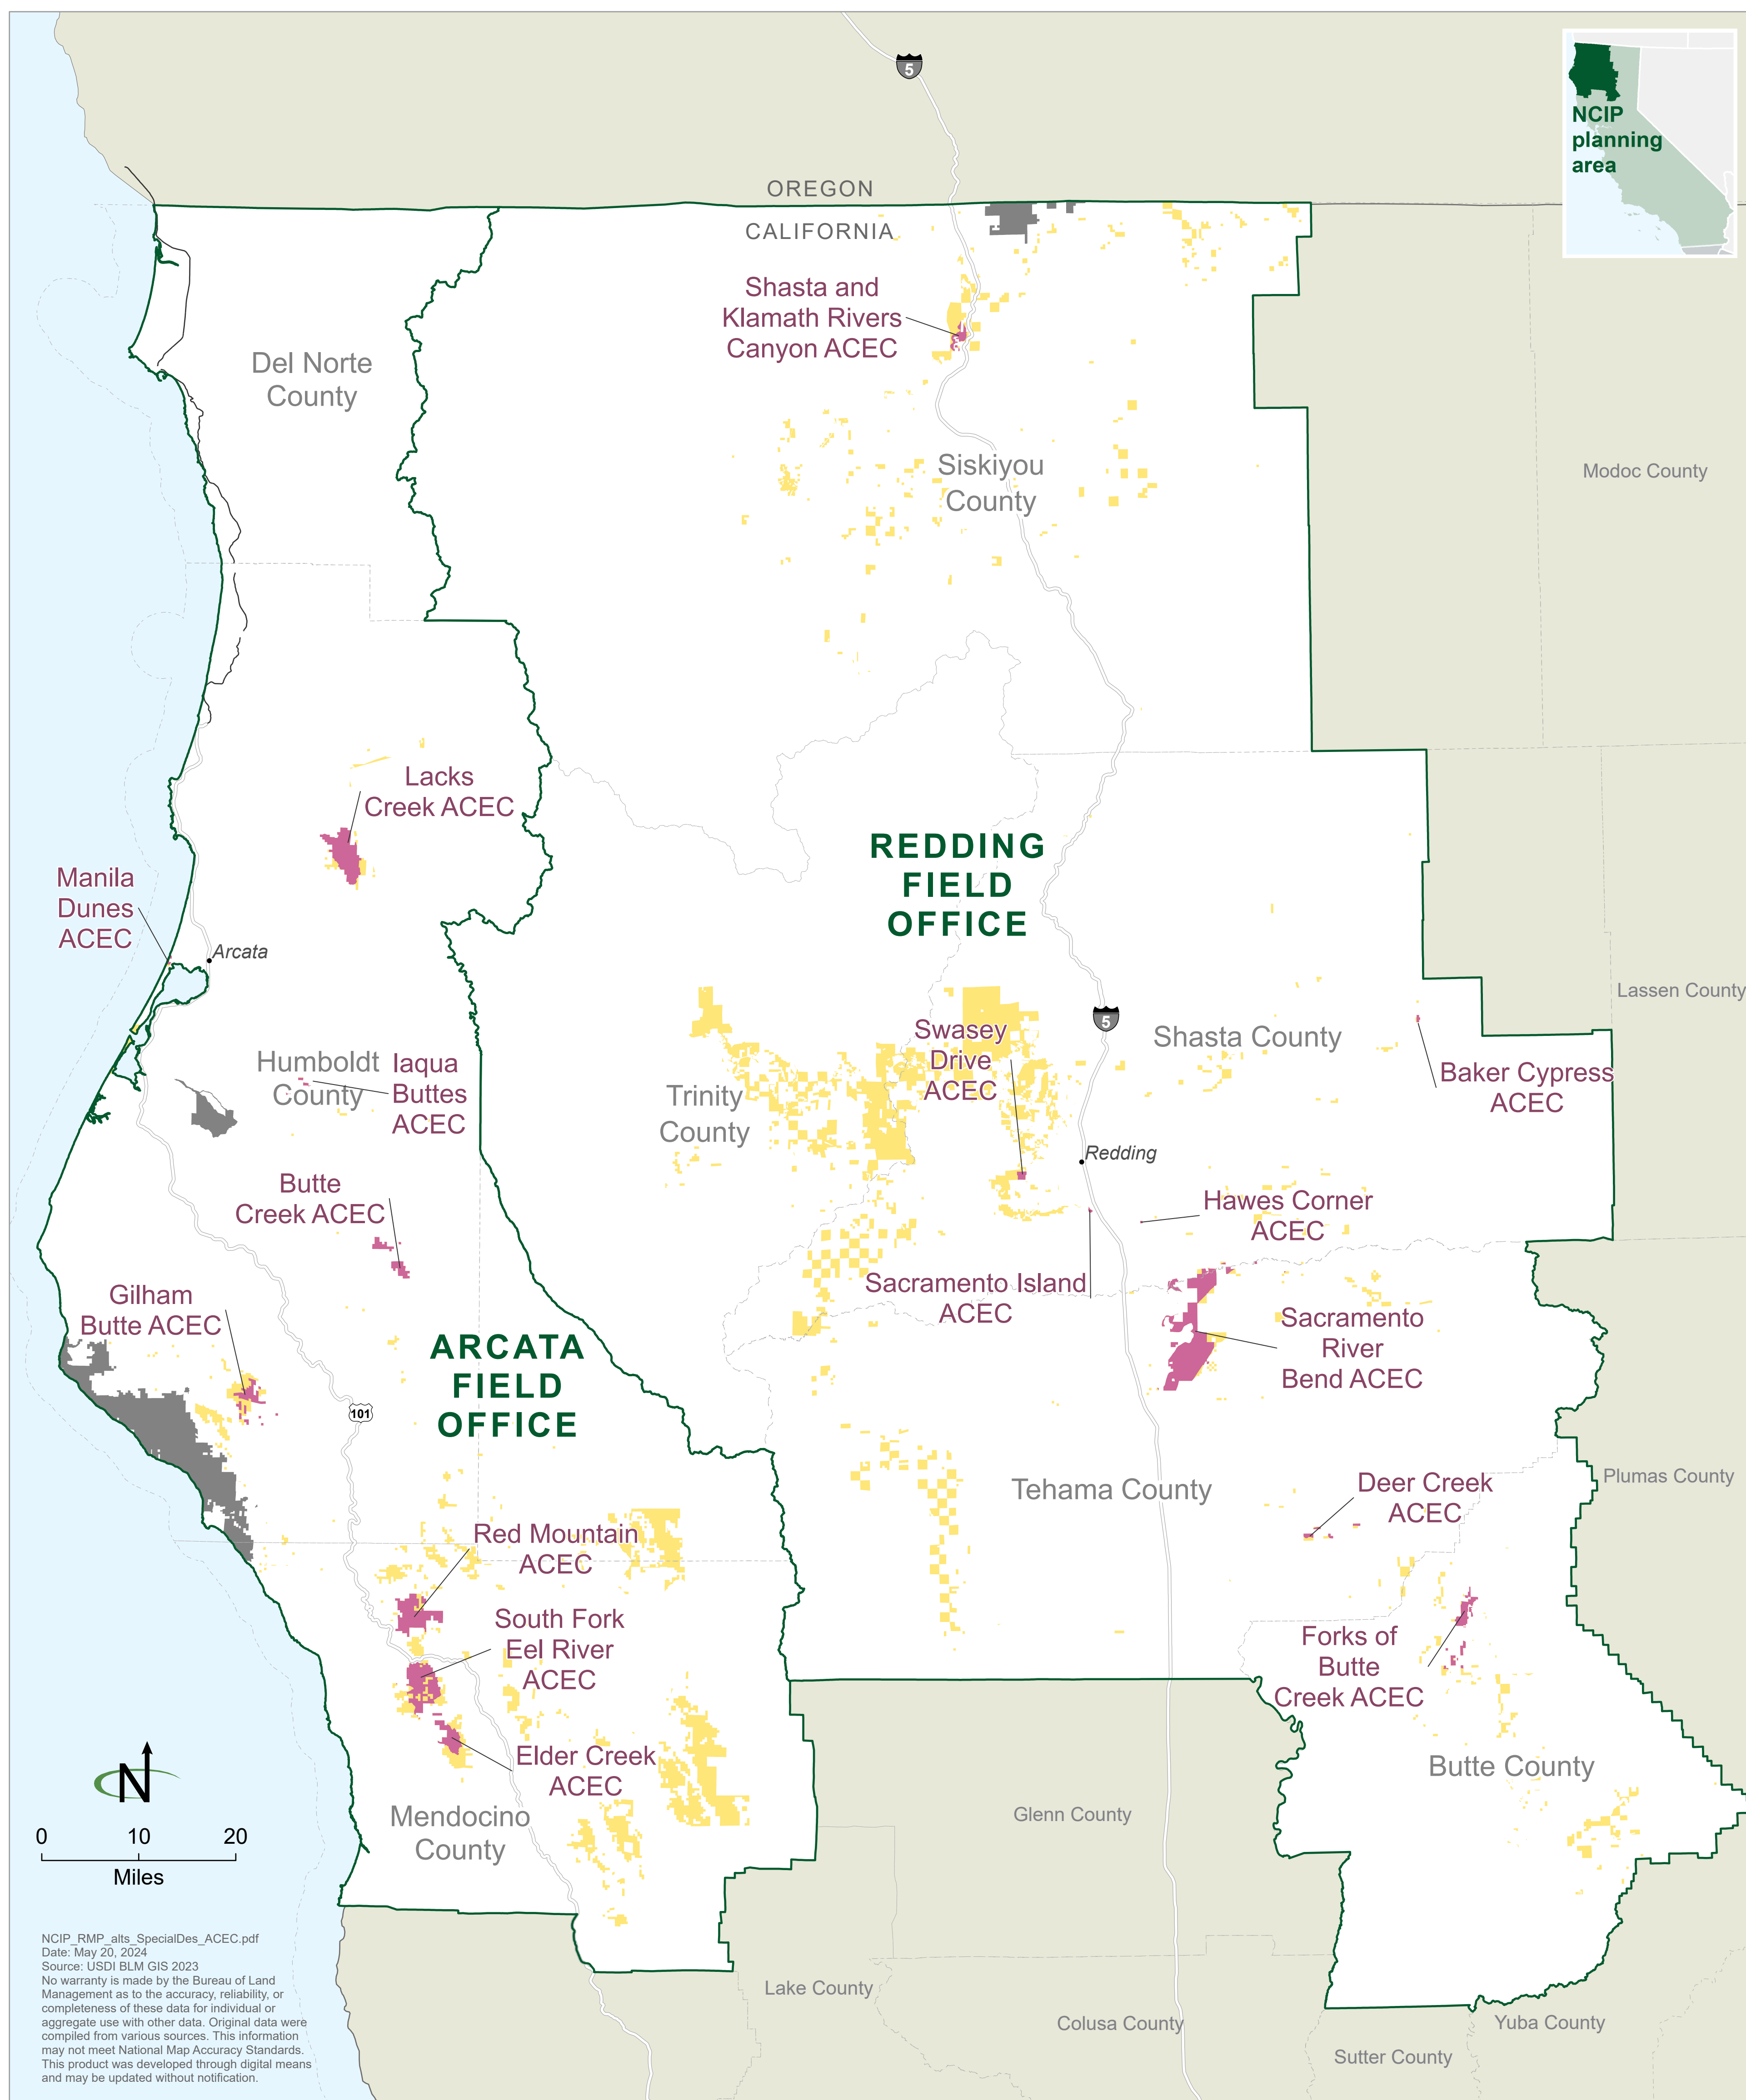 5
NCIP
planning
area
OREGON
CALIFORNIA
Shasta and
Klamath Rivers
Canyon ACEC
Del Norte
County
Siskiyou
County
Modoc County
Lacks
Creek ACEC
REDDING
FIELD
OFFICE
Manila
Dunes
ACEC
Arcata
Lassen County
5
Swasey
Drive
ACEC
Shasta County
Humboldt
County
Iaqua
Buttes
ACEC
Trinity
County
Baker Cypress
ACEC
Redding
Butte
Creek ACEC
Hawes Corner
ACEC
Sacramento Island
ACEC
Gilham
Butte ACEC
Sacramento
River
Bend ACEC
ARCATA
FIELD
OFFICE
101
Tehama County
Deer Creek
ACEC
Plumas County
Red Mountain
ACEC
South Fork
Eel River
ACEC
Forks of
Butte
Creek ACEC
Elder Creek
ACEC
Butte County
N
Mendocino
County
Glenn County
0 10 20
Miles
NCIP_RMP_alts_SpecialDes_ACEC.pdf
Date: May 20, 2024
Source: USDI BLM GIS 2023
No warranty is made by the Bureau of Land
Management as to the accuracy, reliability, or
completeness of these data for individual or
aggregate use with other data. Original data were
compiled from various sources. This information
may not meet National Map Accuracy Standards.
This product was developed through digital means
and may be updated without notification.
Lake County
Colusa County
Yuba County
Sutter County